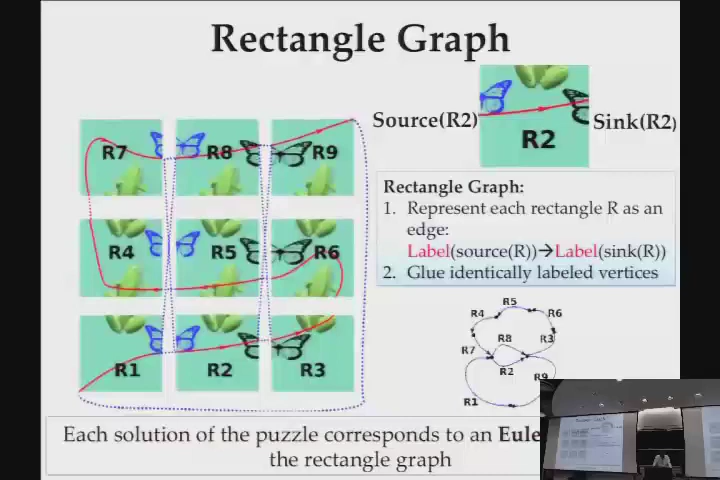 Rectangle Graph
R7
R8
R9
R4
R5
R6
R1
R2
R3
Source(R2)
Sink(R2)
R2
Rectangle Graph:
1. Represent each rectangle R as an
edge:
Label(source(R))→Label(sink(R))
2. Glue identically labeled vertices
R5
R4
R6
R8
R3
R7
R2
R9
R1
Each solution of the puzzle corresponds to an Eule
the rectangle graph